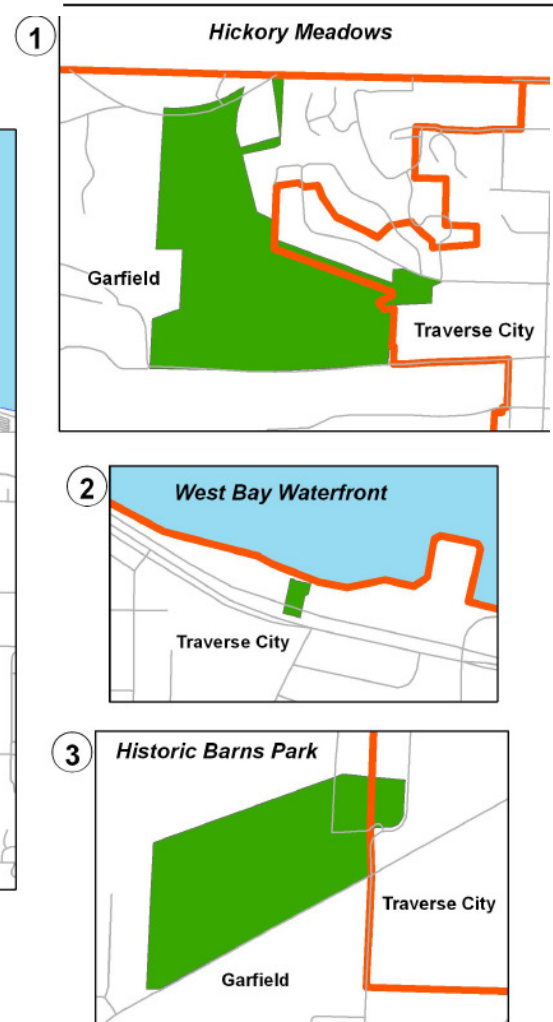 1
Hickory Meadows
Garfield
Traverse City
2
West Bay Waterfront
Traverse City
3
Historic Barns Park
Traverse City
Garfield